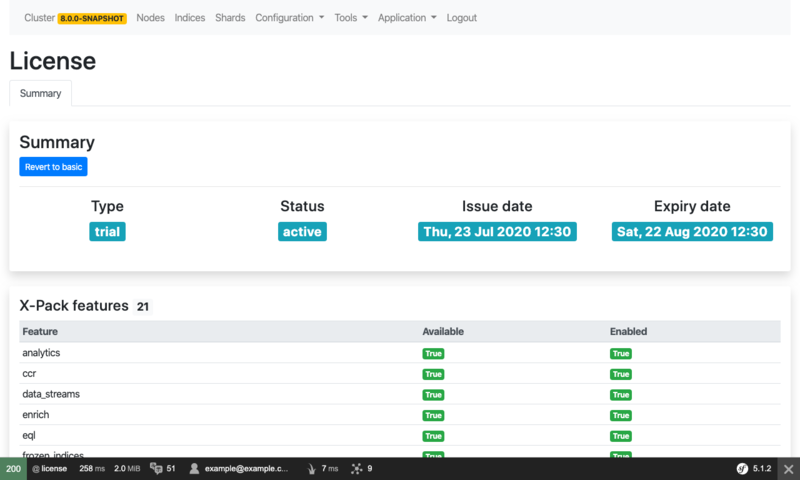 Cluster 8.0.0-SNAPSHOT Nodes Indices Shards Configuration Tools Application Logout
License
Summary
Summary
Revert to basic
Type Status Issue date Expiry date
trial active Thu, 23 Jul 2020 12:30 Sat, 22 Aug 2020 12:30
X-Pack features 21
Feature Available Enabled
analytics True True
ccr True True
data_streams True True
enrich True True
eql True True
frozen_indices True True
200 @ license 258 ms 2.0 MiB 51 example@example.c... 7 ms 9 sf 5.1.2